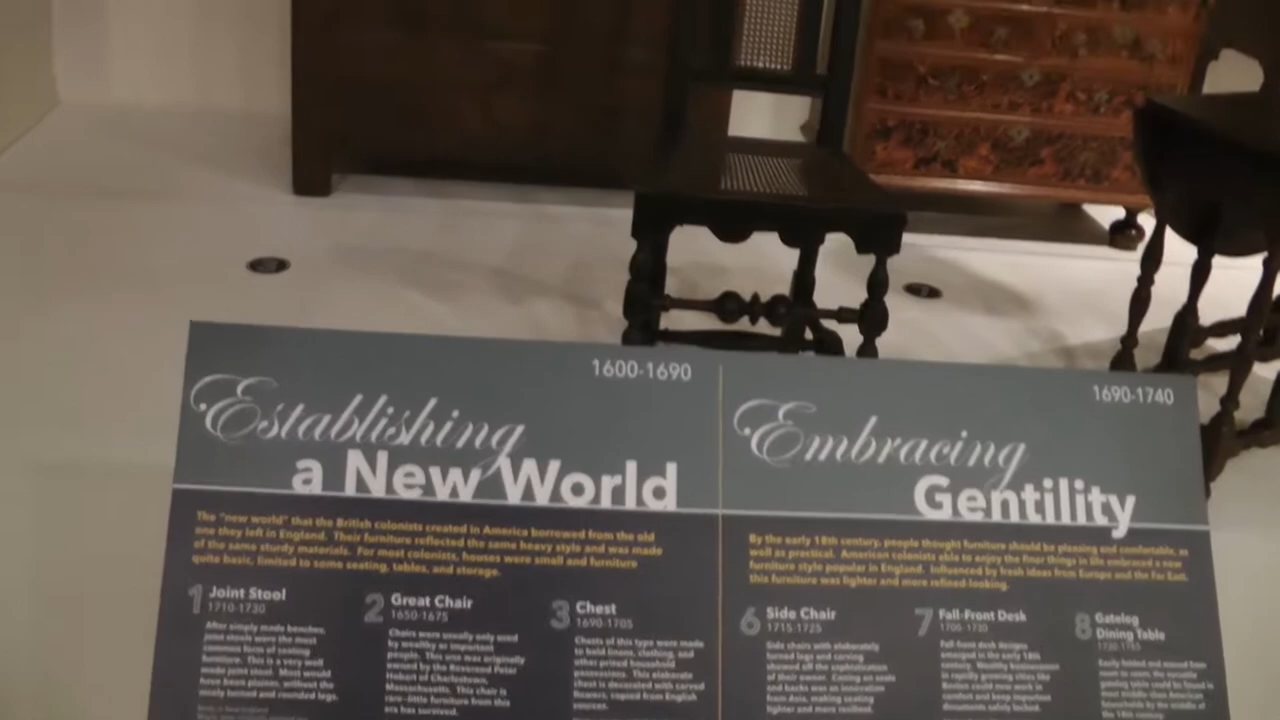 1600-1690
Establishing
a New World
The "new world" that the British colonists created in America borrowed from the old
one they left in England. Their furniture reflected the same heavy style and was made
of the same sturdy materials. For most colonists, houses were small and furniture
quite basic, limited to some seating, tables, and storage.
1 Joint Stool
1710-1730
After simply made benches,
joint stools were the most
common form of seating
furniture. This is a very well
made joint stool. Most would
have been plainer, without the
nicely turned and rounded legs.
2 Great Chair
1650-1675
Chairs were usually only used
by wealthy or important
people. This one was originally
owned by the Reverend Peter
Hobart of Charlestown,
Massachusetts. This chair is
rare—little furniture from this
era has survived.
3 Chest
1690-1705
Chests of this type were made
to hold linens, clothing, and
other prized household
possessions. This elaborate
chest is decorated with carved
flowers, copied from English
sources.
1690-1740
Embracing
Gentility
By the early 18th century, people thought furniture should be pleasing and comfortable, as
well as practical. American colonists able to enjoy the finer things in life embraced a new
furniture style popular in England. Influenced by fresh ideas from Europe and the Far East,
this furniture was lighter and more refined-looking.
6 Side Chair
1715-1725
Side chairs with elaborately
turned legs and carving
showed off the sophistication
of their owner. Caning on seats
and backs was an innovation
from Asia, making seating
lighter and more resilient.
7 Fall-Front Desk
1700-1720
Fall front desk designs
emerged in the early 18th
century. Wealthy businessmen
in rapidly growing cities like
Boston could now work in
comfort and keep important
documents safely locked.
8 Gateleg
Dining Table
Easily folded and moved from
room to room, the versatile
dining table could be found in
most middle-class American
households by the middle of
the 18th century.